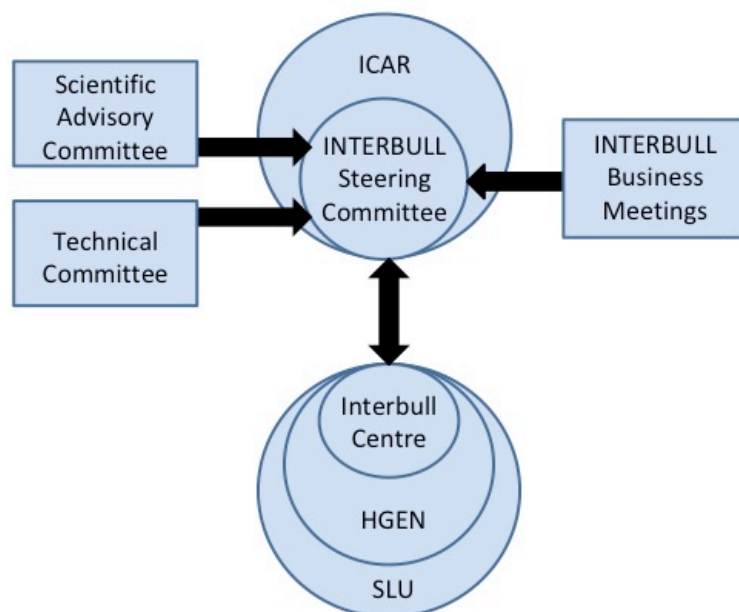 ICAR
Scientific
Advisory
Committee
INTERBULL
Steering
Committee
INTERBULL
Business
Meetings
Technical
Committee
Interbull
Centre
HGEN
SLU